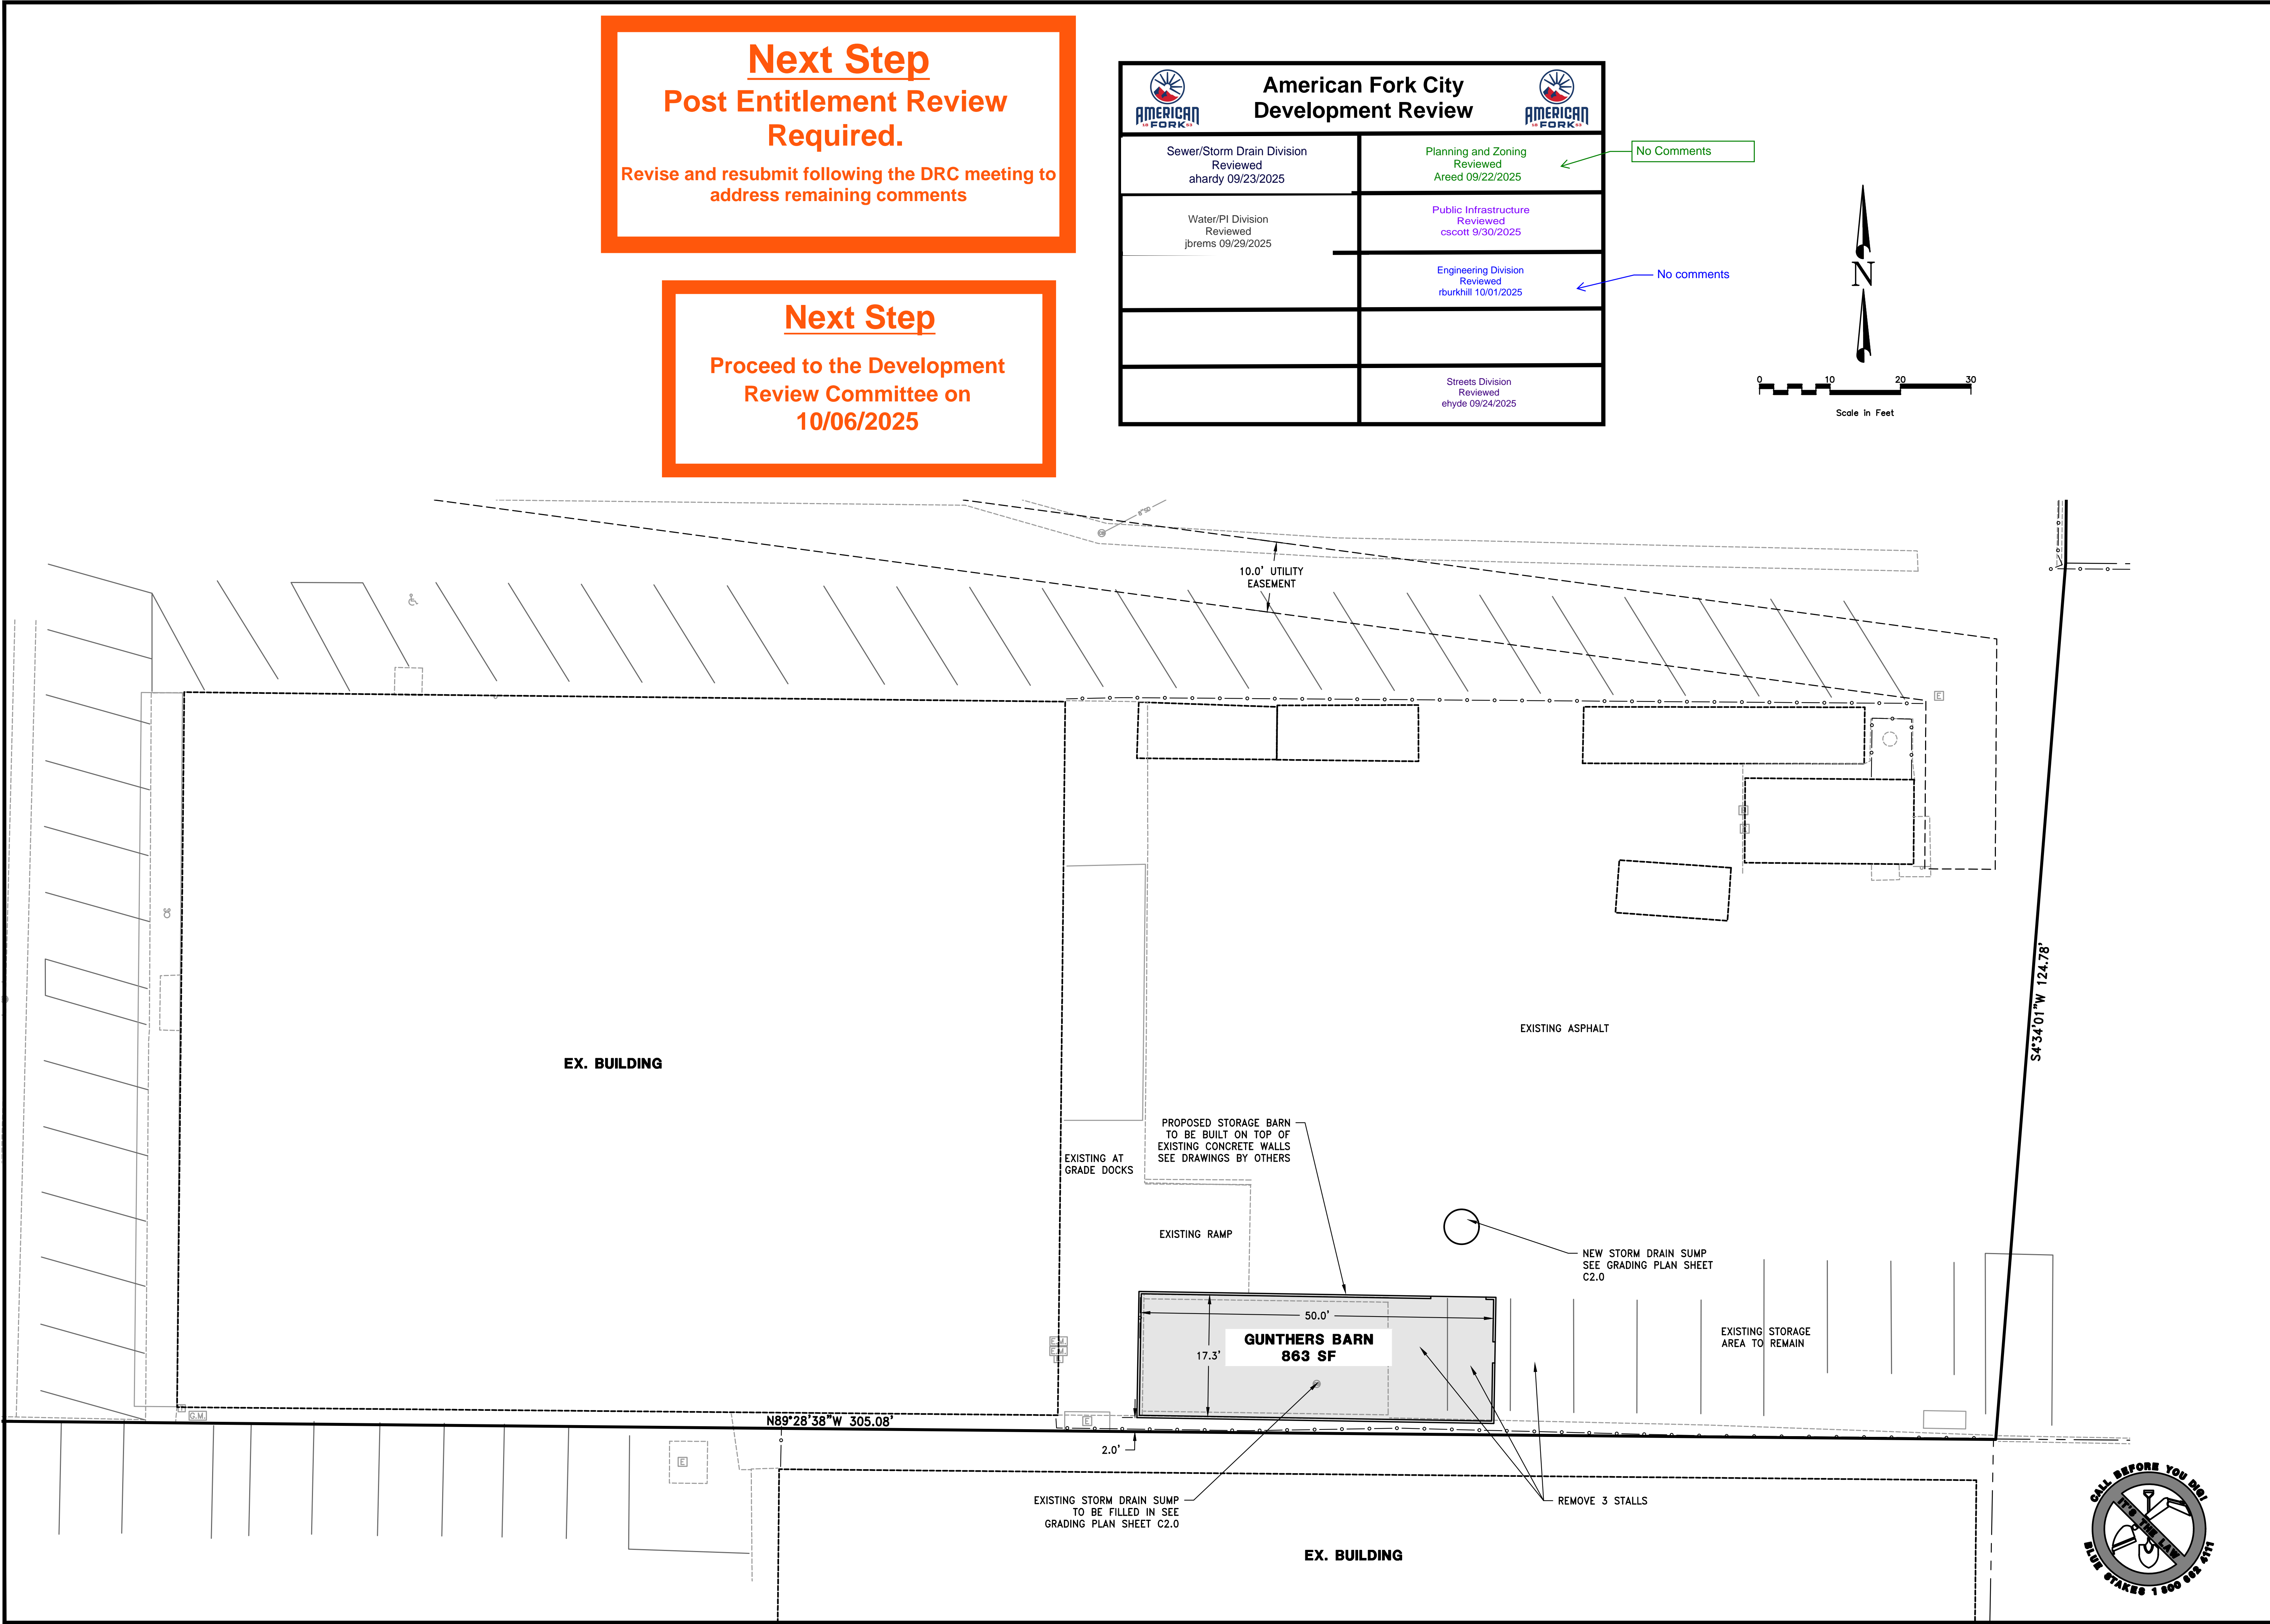 Next Step
Post Entitlement Review
Required.
Revise and resubmit following the DRC meeting to
address remaining comments
Next Step
Proceed to the Development
Review Committee on
10/06/2025
American Fork City
Development Review
AMERICAN
FORK
AMERICAN
FORK
Sewer/Storm Drain Division
Reviewed
ahardy 09/23/2025
Planning and Zoning
Reviewed
Areed 09/22/2025
No Comments
Water/PI Division
Reviewed
jbrems 09/29/2025
Public Infrastructure
Reviewed
cscott 9/30/2025
Engineering Division
Reviewed
rburkhill 10/01/2025
No comments
Streets Division
Reviewed
ehyde 09/24/2025
N
0 10 20 30
Scale in Feet
10.0' UTILITY
EASEMENT
E
EX. BUILDING
EXISTING ASPHALT
S4°34'01"W 124.78'
PROPOSED STORAGE BARN
TO BE BUILT ON TOP OF
EXISTING CONCRETE WALLS
SEE DRAWINGS BY OTHERS
EXISTING AT
GRADE DOCKS
EXISTING RAMP
NEW STORM DRAIN SUMP
SEE GRADING PLAN SHEET
C2.0
50.0'
17.3'
GUNTHERS BARN
863 SF
EXISTING STORAGE
AREA TO REMAIN
G.M.
N89°28'38"W 305.08'
E
2.0'
E
EXISTING STORM DRAIN SUMP
TO BE FILLED IN SEE
GRADING PLAN SHEET C2.0
REMOVE 3 STALLS
EX. BUILDING
CALL BEFORE YOU DIG!
IT'S THE LAW
BLUE STAKES 1 800 662 4111